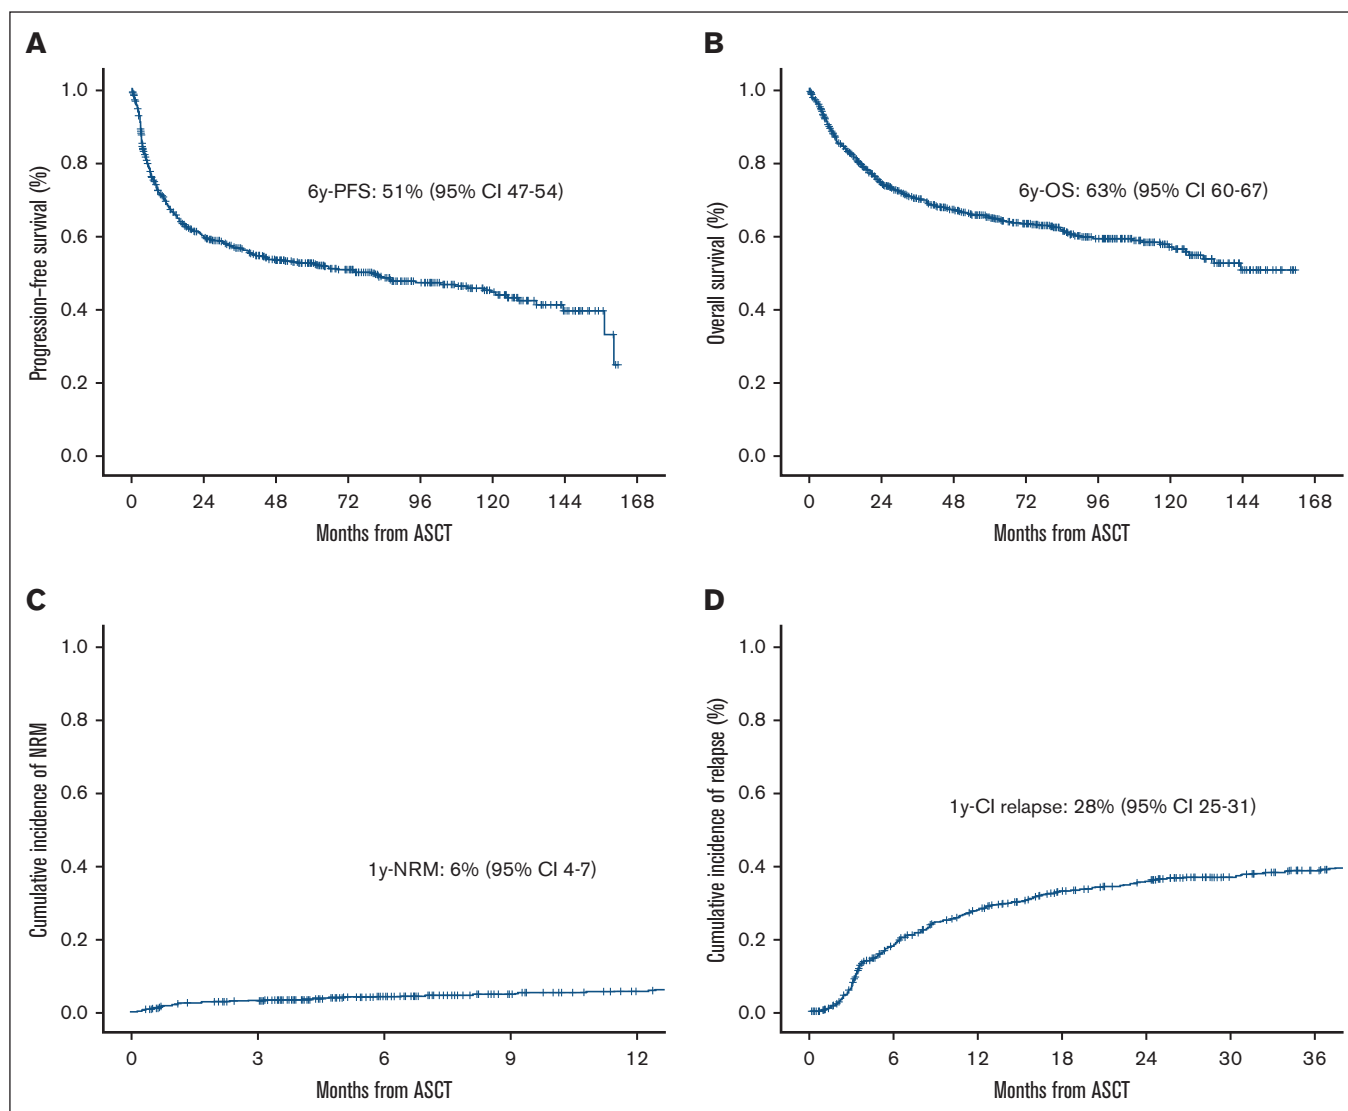 A
1.0
0.8
0.6
0.4
0.2
0.0
Progression–free survival (%)
6y-PFS: 51% (95% CI 47-54)
0 24 48 72 96 120 144 168
Months from ASCT
B
1.0
0.8
0.6
0.4
0.2
0.0
Overall survival (%)
6y-OS: 63% (95% CI 60-67)
0 24 48 72 96 120 144 168
Months from ASCT
C
1.0
0.8
0.6
0.4
0.2
0.0
Cumulative incidence of NRM
1y-NRM: 6% (95% CI 4-7)
0 3 6 9 12
Months from ASCT
D
1.0
0.8
0.6
0.4
0.2
0.0
Cumulative incidence of relapse (%)
1y-CI relapse: 28% (95% CI 25-31)
0 6 12 18 24 30 36
Months from ASCT